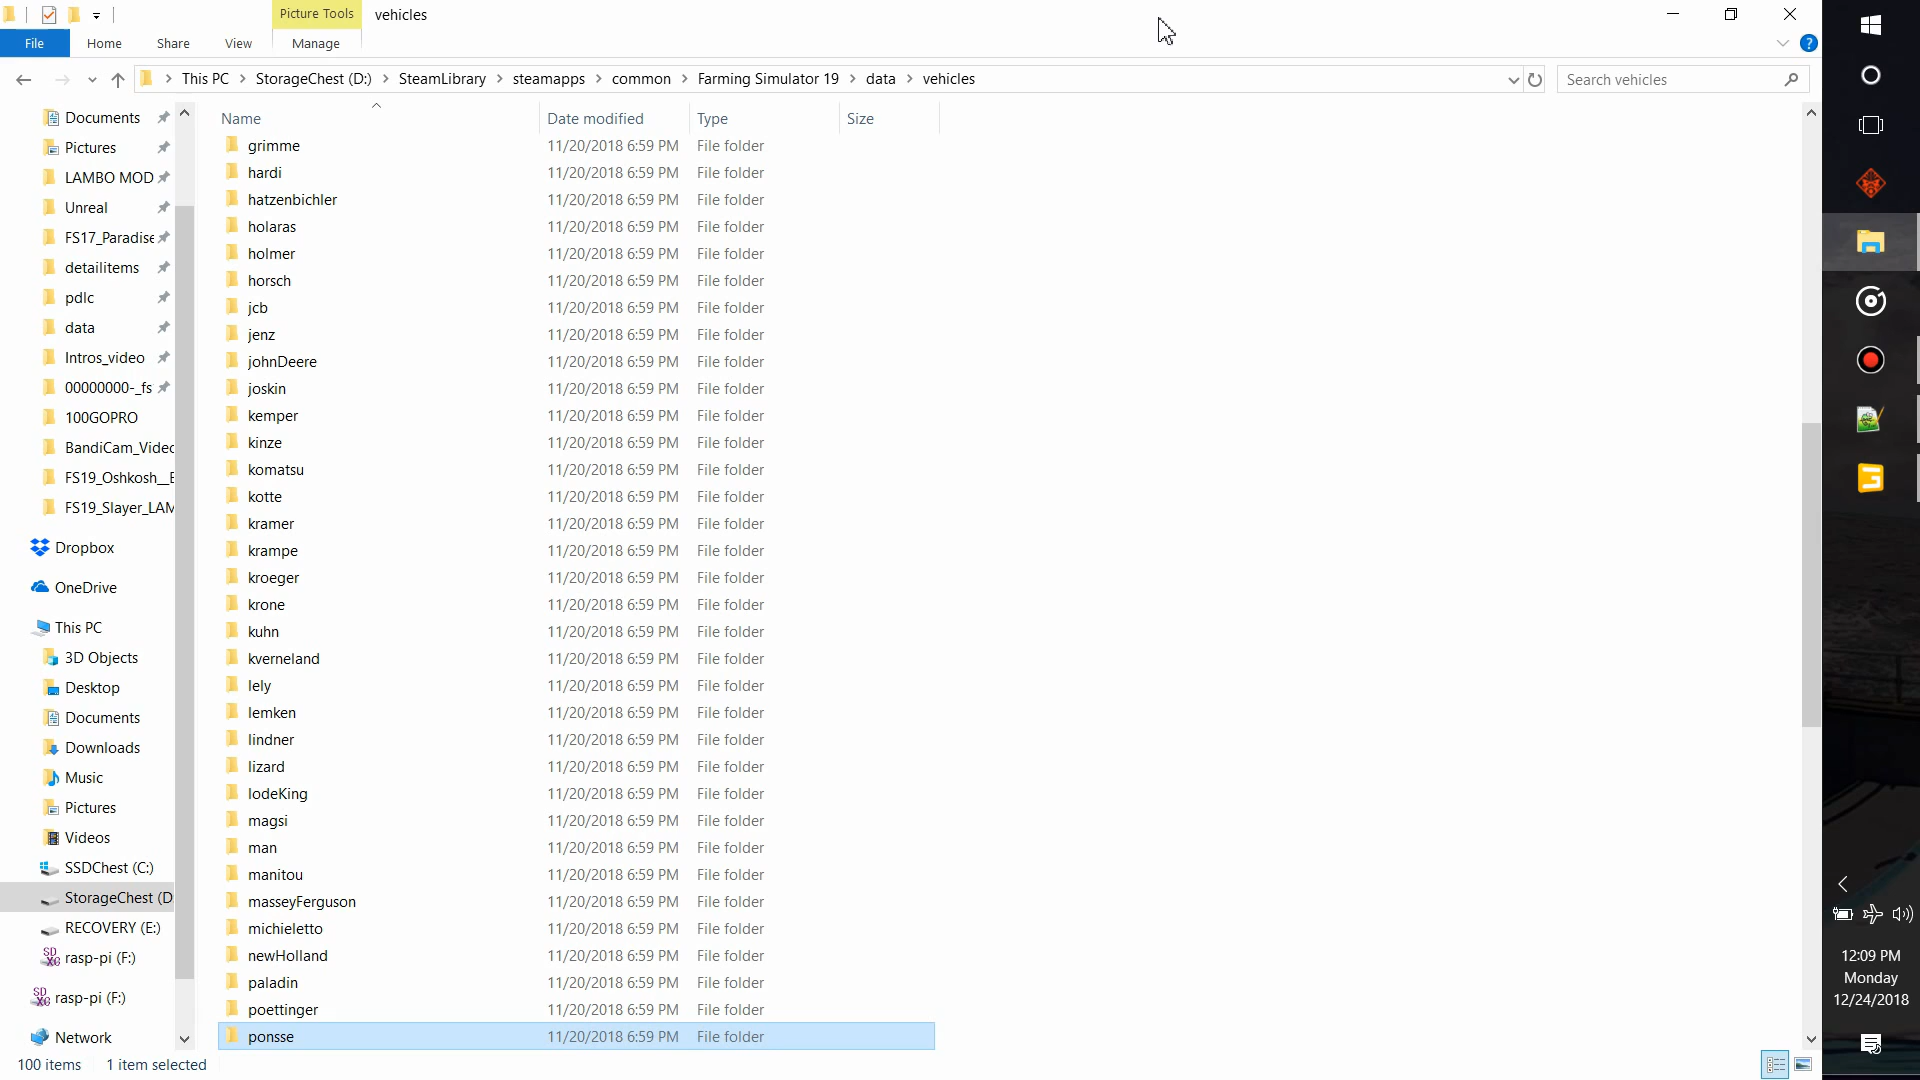 Picture Tools
vehicles
File
Home
Share
View
Manage
This PC
StorageChest (D:)
SteamLibrary
steamapps
common
Farming Simulator 19
data
vehicles
Search vehicles
Documents
Pictures
LAMBO MOD
Unreal
FS17_Paradise
detailitems
pdlc
data
Intros_video
00000000-_fs
100GOPRO
BandiCam_Videc
FS19_Oshkosh__E
FS19_Slayer_LAM
Dropbox
OneDrive
This PC
3D Objects
Desktop
Documents
Downloads
Music
Pictures
Videos
SSDChest (C:)
StorageChest (D
RECOVERY (E:)
rasp-pi (F:)
rasp-pi (F:)
Network
Name Date modified Type Size
grimme 11/20/2018 6:59 PM File folder
hardi 11/20/2018 6:59 PM File folder
hatzenbichler 11/20/2018 6:59 PM File folder
holaras 11/20/2018 6:59 PM File folder
holmer 11/20/2018 6:59 PM File folder
horsch 11/20/2018 6:59 PM File folder
jcb 11/20/2018 6:59 PM File folder
jenz 11/20/2018 6:59 PM File folder
johnDeere 11/20/2018 6:59 PM File folder
joskin 11/20/2018 6:59 PM File folder
kemper 11/20/2018 6:59 PM File folder
kinze 11/20/2018 6:59 PM File folder
komatsu 11/20/2018 6:59 PM File folder
kotte 11/20/2018 6:59 PM File folder
kramer 11/20/2018 6:59 PM File folder
krampe 11/20/2018 6:59 PM File folder
kroeger 11/20/2018 6:59 PM File folder
krone 11/20/2018 6:59 PM File folder
kuhn 11/20/2018 6:59 PM File folder
kverneland 11/20/2018 6:59 PM File folder
lely 11/20/2018 6:59 PM File folder
lemken 11/20/2018 6:59 PM File folder
lindner 11/20/2018 6:59 PM File folder
lizard 11/20/2018 6:59 PM File folder
lodeKing 11/20/2018 6:59 PM File folder
magsi 11/20/2018 6:59 PM File folder
man 11/20/2018 6:59 PM File folder
manitou 11/20/2018 6:59 PM File folder
masseyFerguson 11/20/2018 6:59 PM File folder
michieletto 11/20/2018 6:59 PM File folder
newHolland 11/20/2018 6:59 PM File folder
paladin 11/20/2018 6:59 PM File folder
poettinger 11/20/2018 6:59 PM File folder
ponsse 11/20/2018 6:59 PM File folder
100 items 1 item selected
12:09 PM
Monday
12/24/2018